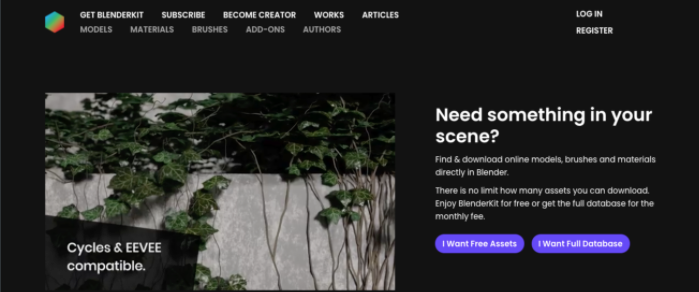 GET BLENDERKIT SUBSCRIBE BECOME CREATOR WORKS ARTICLES
MODELS MATERIALS BRUSHES ADD-ONS AUTHORS
LOG IN
REGISTER
Cycles & EEVEE
compatible.
Need something in your
scene?
Find & download online models, brushes and materials
directly in Blender.
There is no limit how many assets you can download.
Enjoy BlenderKit for free or get the full database for the
monthly fee.
I Want Free Assets I Want Full Database